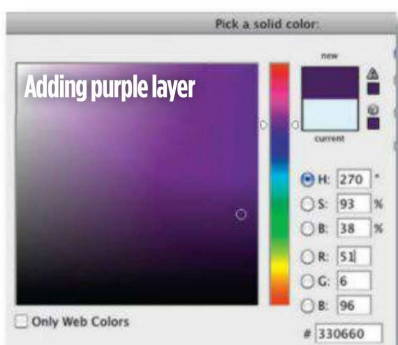 Pick a solid color:
new
Adding purple layer
current
H: 270 °
S: 93 %
B: 38 %
R: 51
G: 6
B: 96
Only Web Colors
# 330660